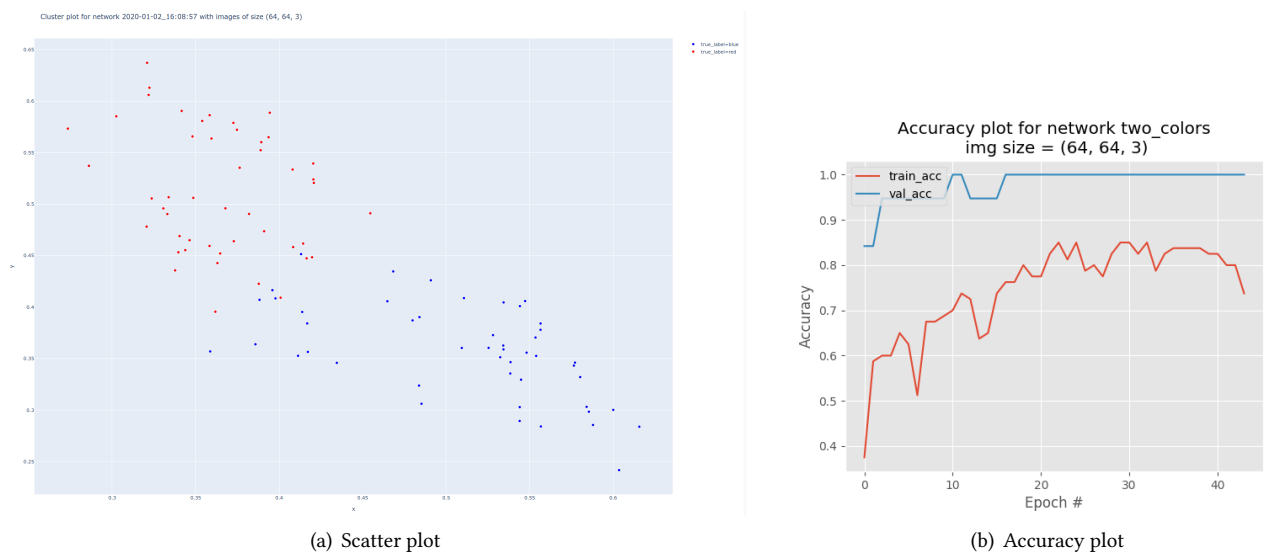 Cluster plot for network 2020-01-02_16:08:57 with images of size (64, 64, 3)
true_label=blue
true_label=red
0.65
0.6
0.55
0.5
0.45
0.4
0.35
0.3
0.25
y
0.3
0.35
0.4
0.45
0.5
0.55
0.6
x
(a) Scatter plot
Accuracy plot for network two_colors
img size = (64, 64, 3)
train_acc
val_acc
1.0
0.9
0.8
0.7
0.6
0.5
0.4
Accuracy
0
10
20
30
40
Epoch #
(b) Accuracy plot